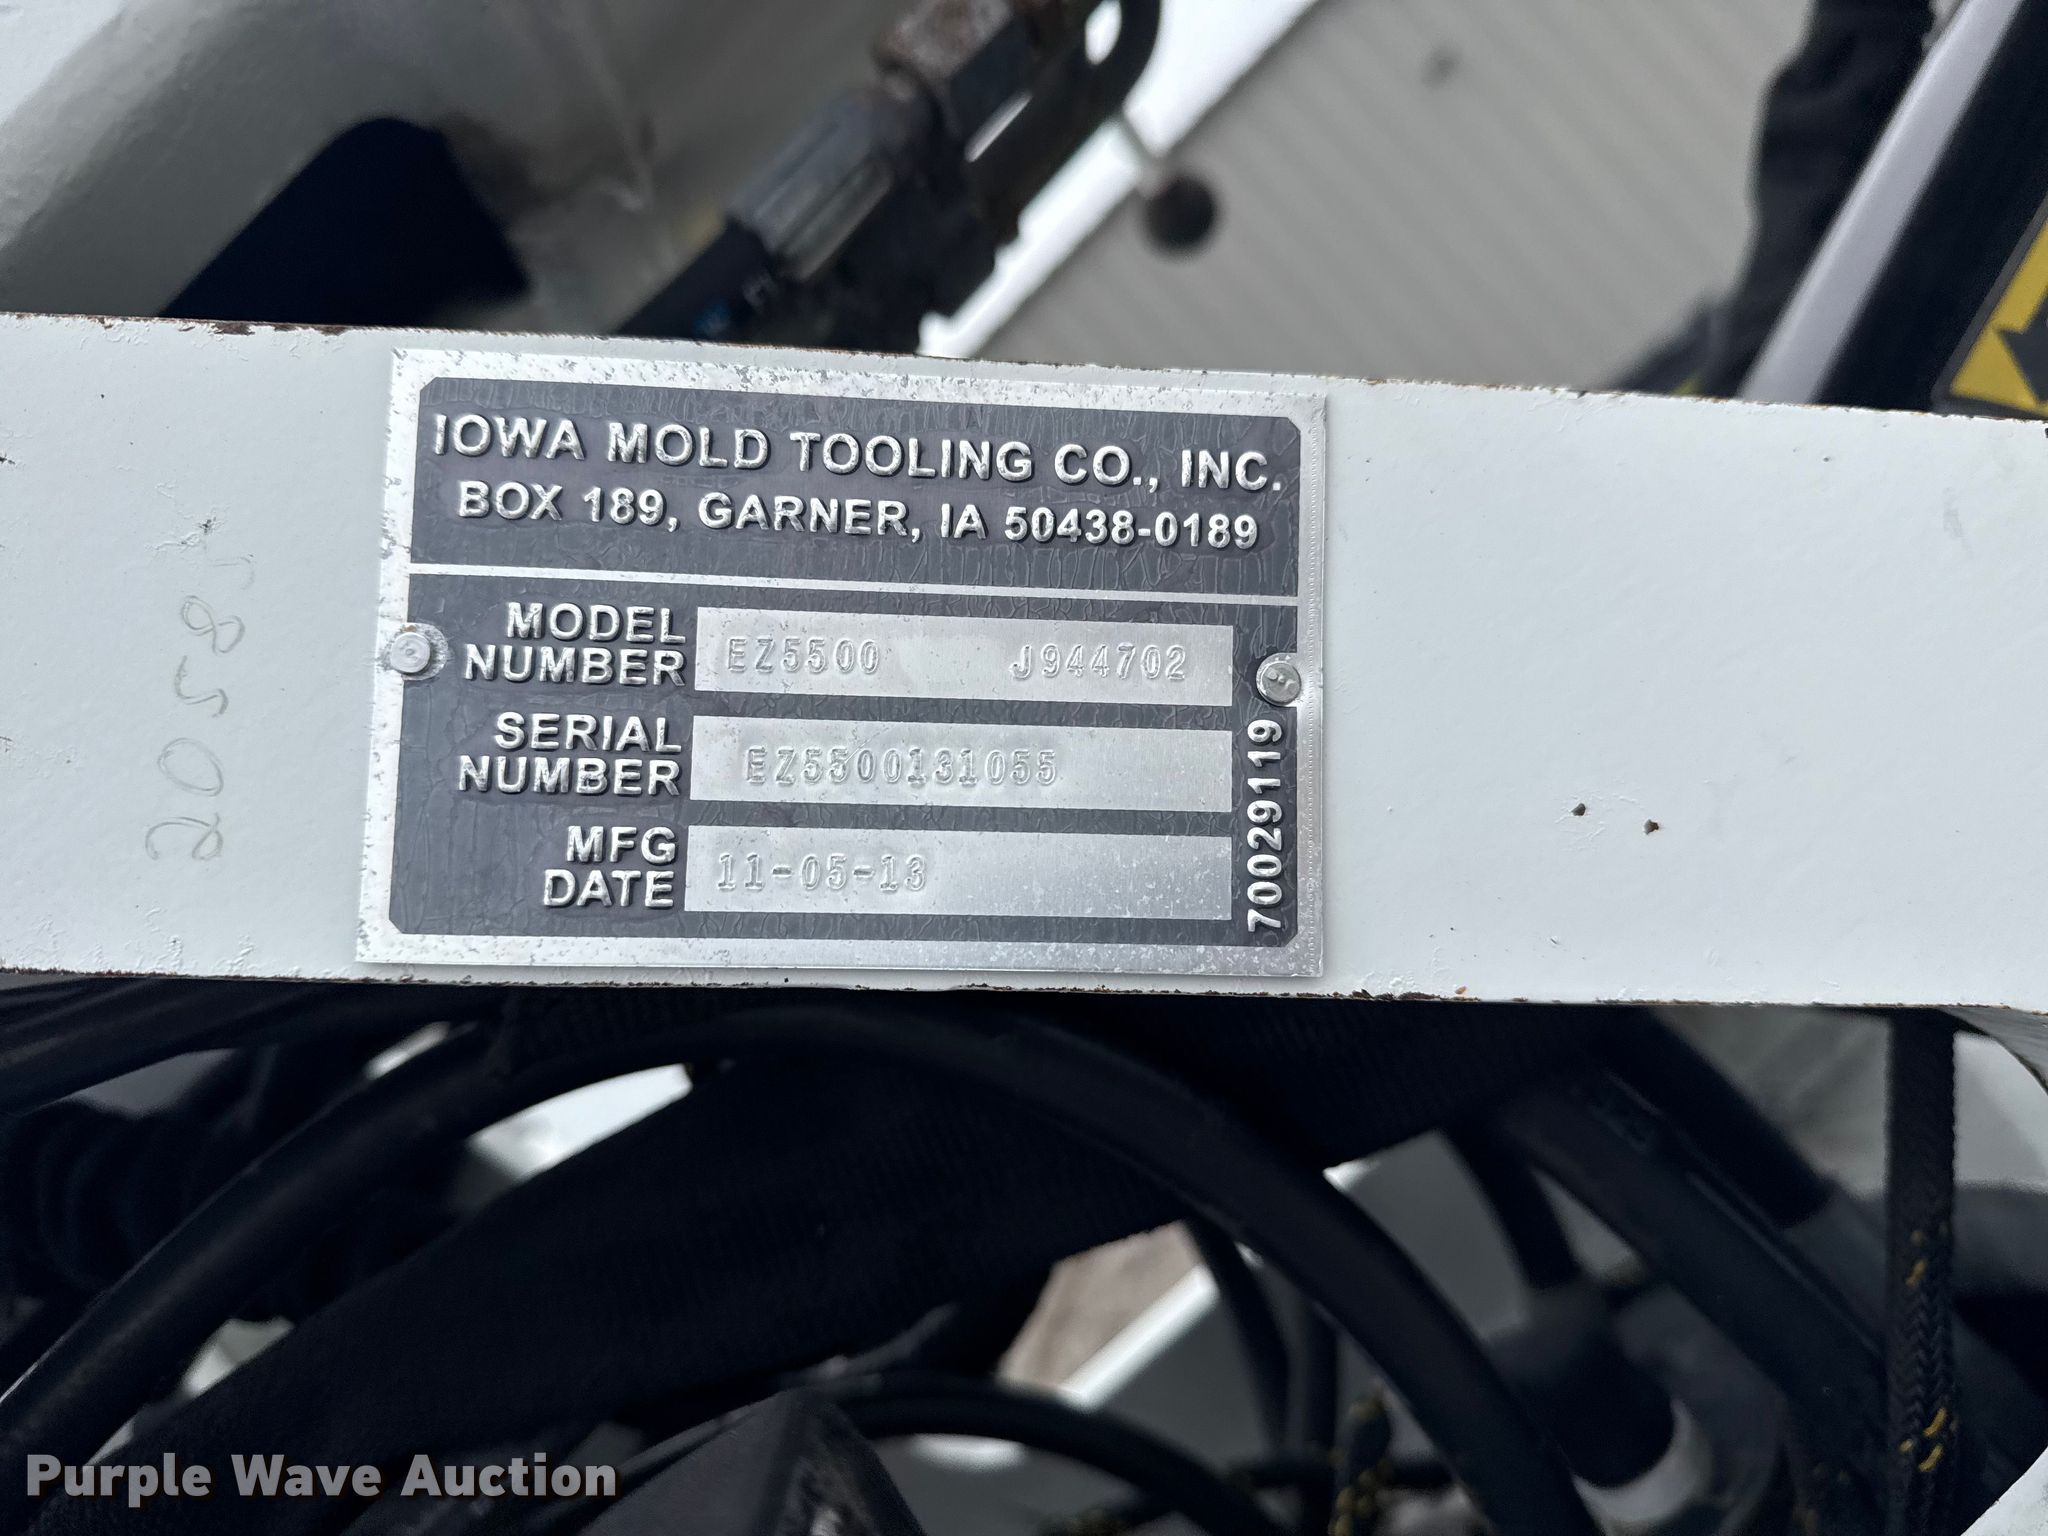 IOWA MOLD TOOLING CO., INC.
BOX 189, GARNER, IA 50438-0189
MODEL NUMBER EZ5500 J944702
SERIAL NUMBER EZ5500131055
MFG DATE 11-05-13
70029119
20585
Purple Wave Auction